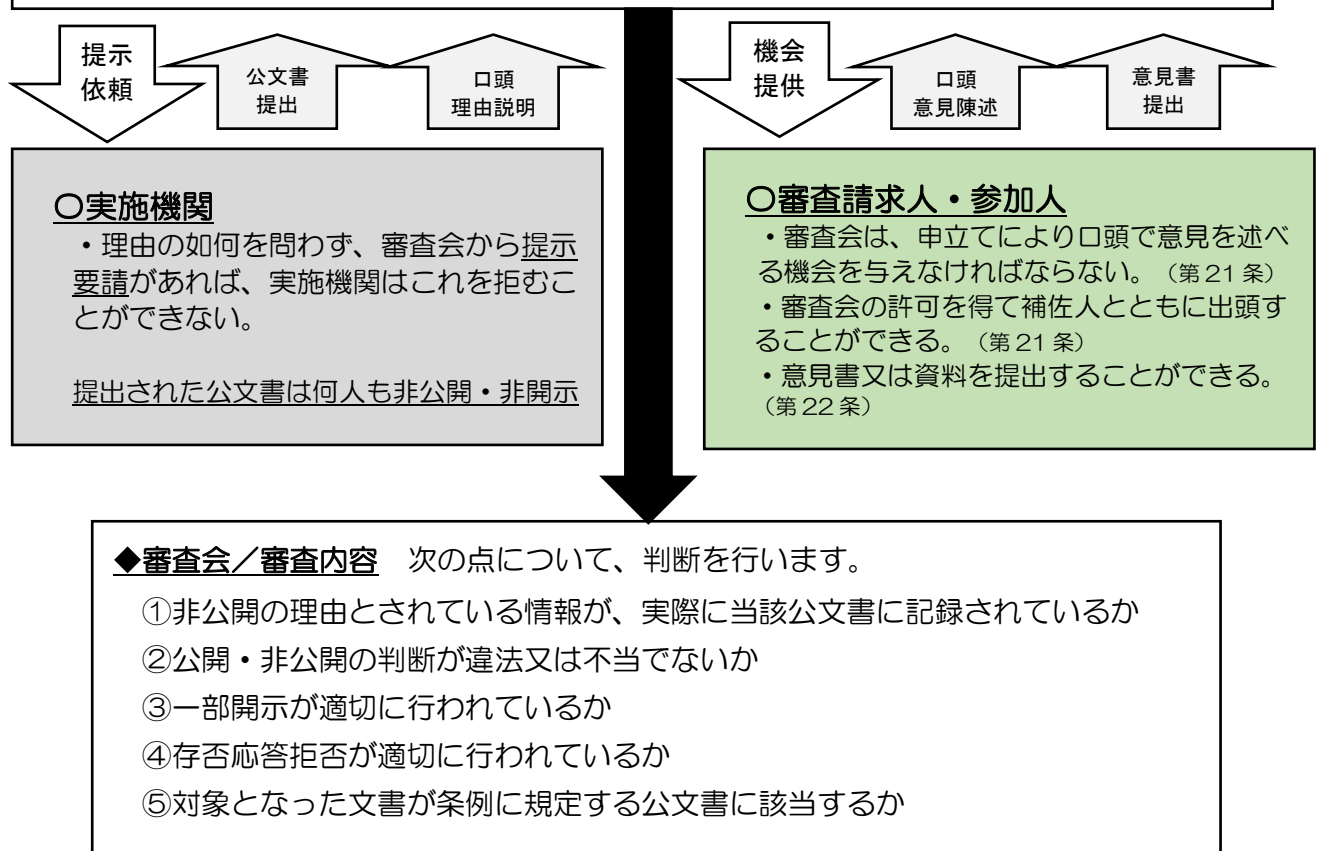 提示
依頼
公文書
提出
口頭
理由説明
機会
提供
口頭
意見陳述
意見書
提出
〇実施機関
・理由の如何を問わず、審査会から提示
要請があれば、実施機関はこれを拒むこ
とができない。
提出された公文書は何人も非公開・非開示
〇審査請求人・参加人
・審査会は、申立てにより口頭で意見を述べ
る機会を与えなければならない。（第21条）
・審査会の許可を得て補佐人とともに出頭す
ることができる。（第21条）
・意見書又は資料を提出することができる。
（第22条）
◆審査会／審査内容　次の点について、判断を行います。
①非公開の理由とされている情報が、実際に当該公文書に記録されているか
②公開・非公開の判断が違法又は不当でないか
③一部開示が適切に行われているか
④存否応答拒否が適切に行われているか
⑤対象となった文書が条例に規定する公文書に該当するか